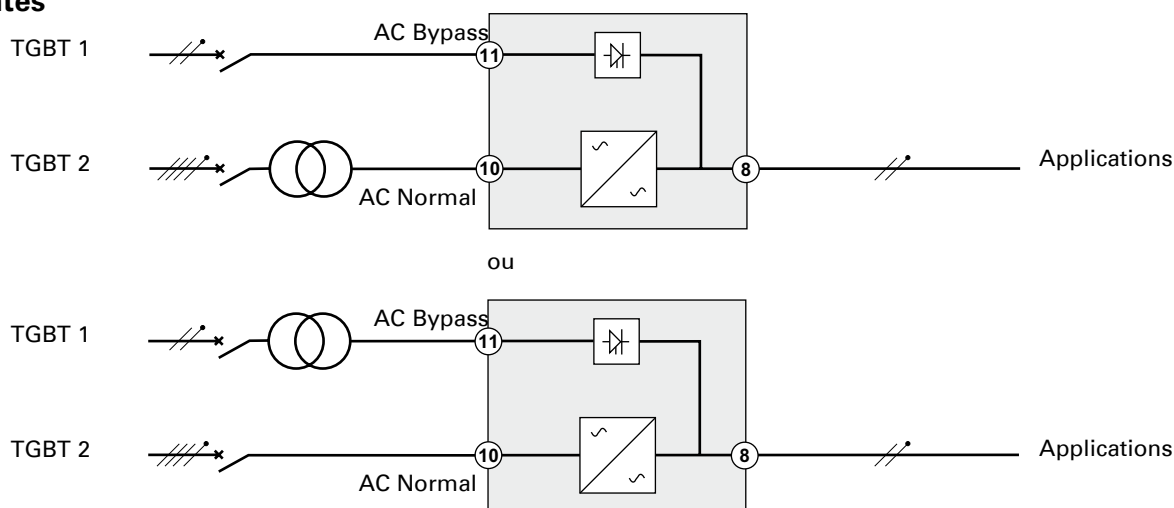 TGBT 1
AC Bypass
11
TGBT 2
10
AC Normal
8
Applications
ou
TGBT 1
AC Bypass
11
TGBT 2
10
AC Normal
8
Applications